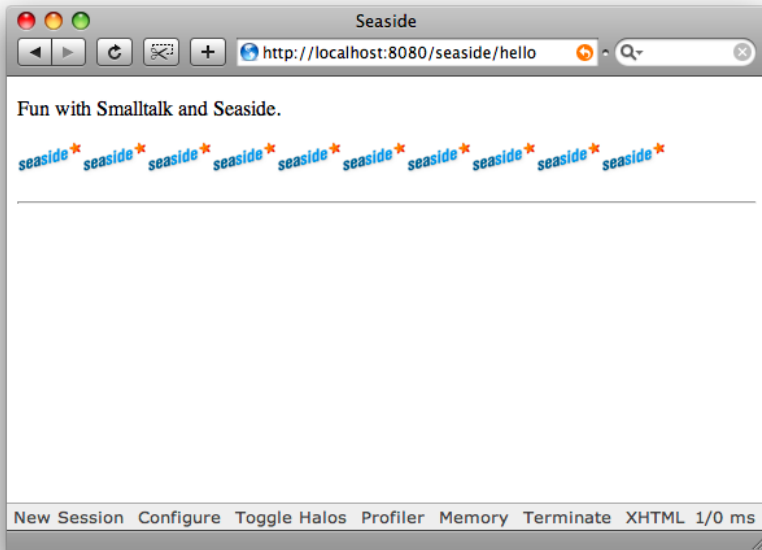 Seaside
http://localhost:8080/seaside/hello
Fun with Smalltalk and Seaside.
seaside seaside seaside seaside seaside seaside seaside seaside seaside seaside
New Session Configure Toggle Halos Profiler Memory Terminate XHTML 1/0 ms